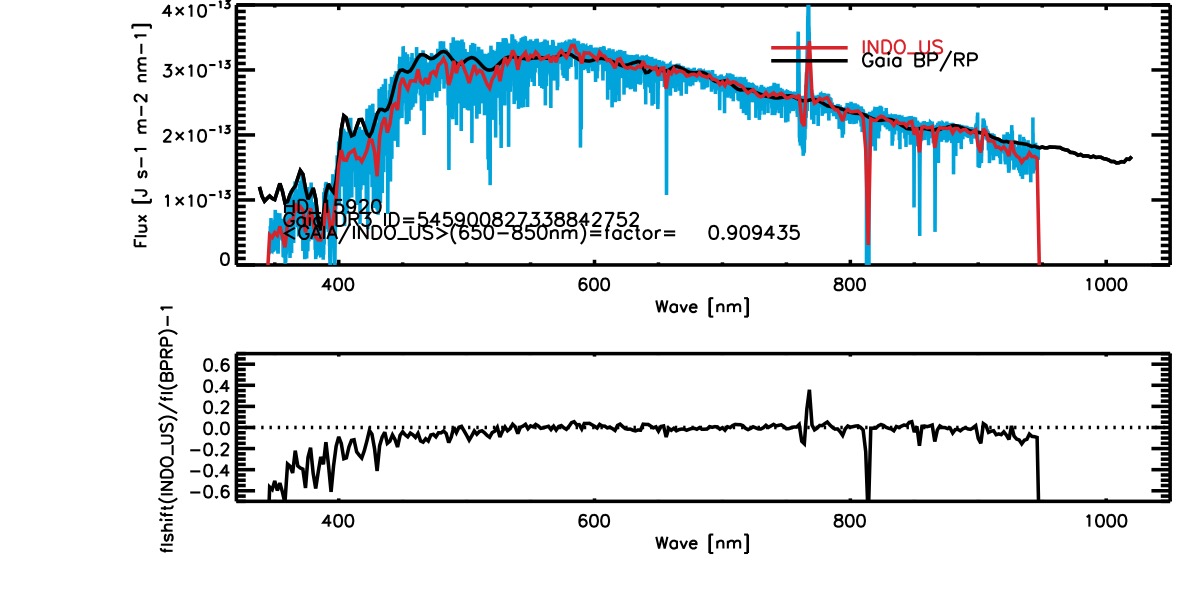 4×10-13
3×10-13
2×10-13
1×10-13
0
Flux [J s-1 m-2 nm-1]
INDO_US
Gaia BP/RP
HD_15920
Gaia DR3 ID=545900827338842752
<GAIA/INDO_US>(650-850nm)=factor= 0.909435
400 600 800 1000
Wave [nm]
0.6
0.4
0.2
0.0
-0.2
-0.4
-0.6
flshift(INDO_US)/fl(BPRP)-1
400 600 800 1000
Wave [nm]